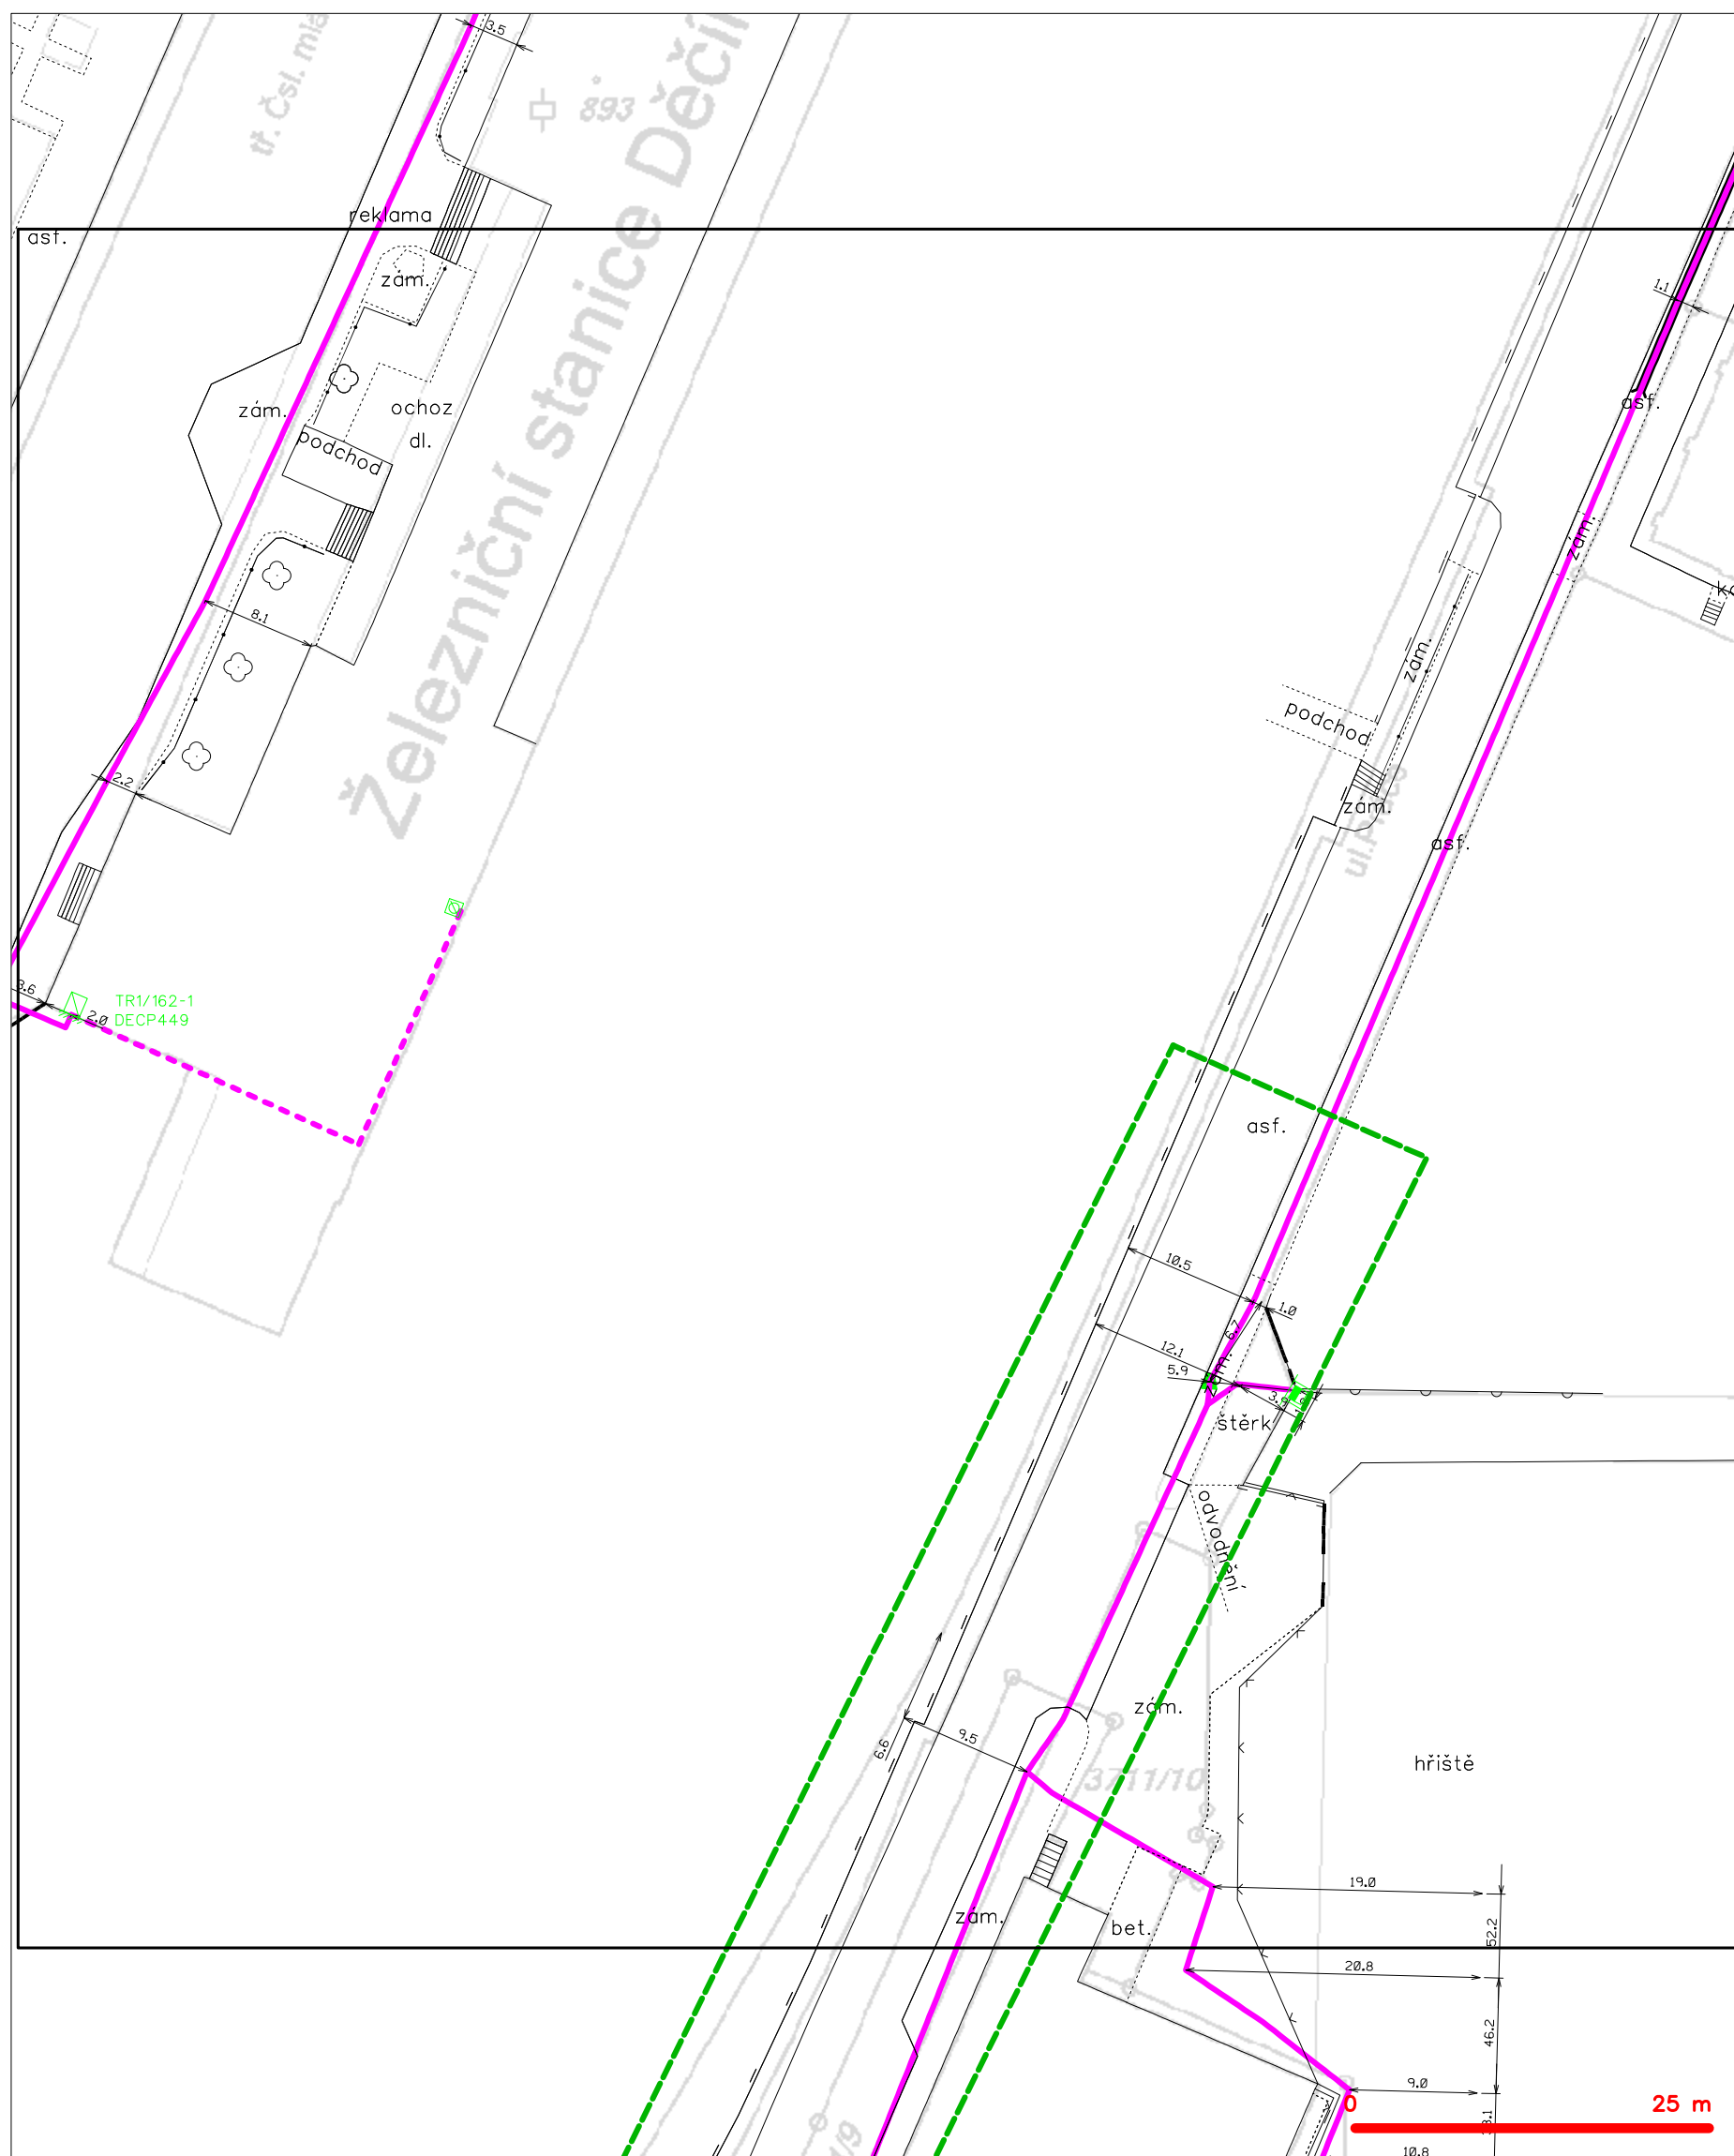 3.5
tř. Čsl. mlá
893
Železniční stanice Děčí
reklama
asf.
zám.
1.1
zám.
ochoz
dl.
asf.
podchod
zám.
8.1
zám.
podchod
2.2
zám.
asf.
3.6
TR1/162-1
2.0
DECP449
asf.
10.5
1.0
6.7
12.1
5.9
3.9
štěrk
odvodnění
zám.
6.6
9.5
hřiště
3711/10
19.0
zám.
bet.
52.2
20.8
46.2
9.0
0
25 m
10.8